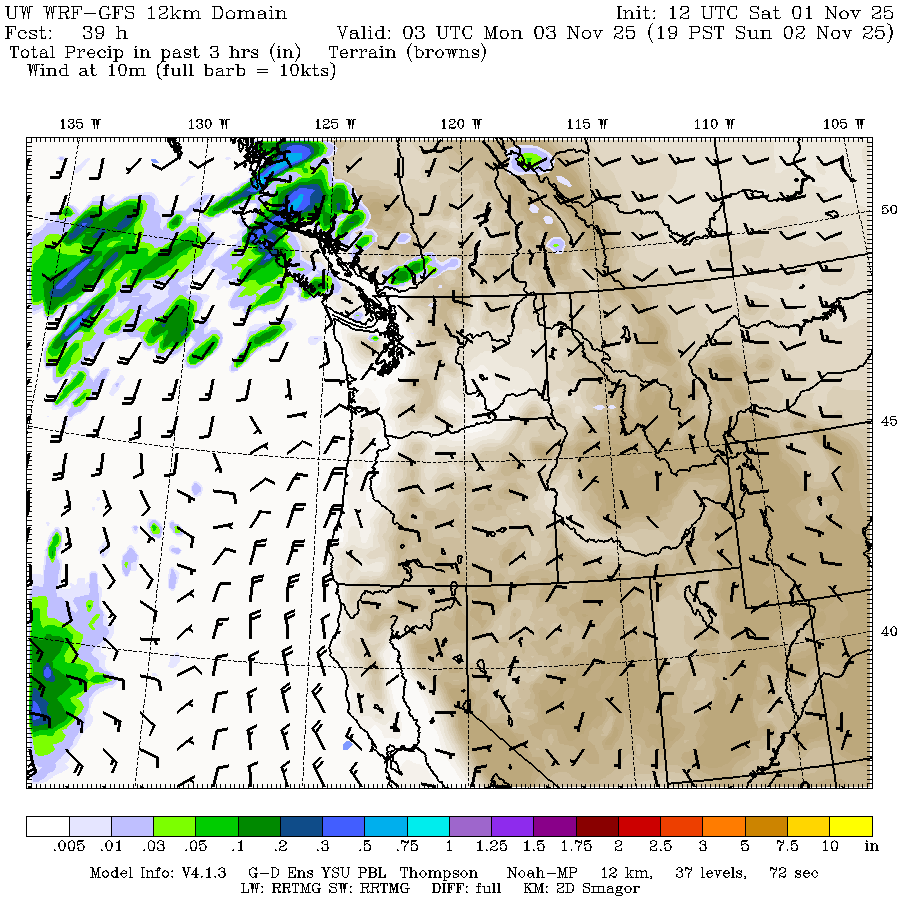 UW WRF-GFS 12km Domain Init: 12 UTC Sat 01 Nov 25
Fcst: 39 h Valid: 03 UTC Mon 03 Nov 25 (19 PST Sun 02 Nov 25)
Total Precip in past 3 hrs (in) Terrain (browns)
Wind at 10m (full barb = 10kts)
135 W 130 W 125 W 120 W 115 W 110 W 105 W
50
45
40
.005 .01 .03 .05 .1 .2 .3 .5 .75 1 1.25 1.5 1.75 2 2.5 3 5 7.5 10 in
Model Info: V4.1.3 G-D Ens YSU PBL Thompson Noah-MP 12 km, 37 levels, 72 sec
LW: RRTMG SW: RRTMG DIFF: full KM: 2D Smagor